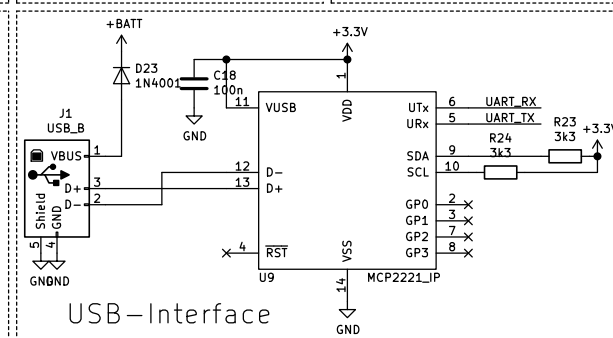 +BATT
+3.3V
D23
1N4001
C18
100n
GND
J1
USB_B
VBUS 1
D+ 3
D- 2
Shield
GND
5
4
GND
GND
11 VUSB
1
VDD
UTx 6 UART_RX
URx 5 UART_TX
R23
3k3
+3.3V
R24
3k3
12 D-
13 D+
SDA 9
SCL 10
GP0 2
GP1 3
GP2 7
GP3 8
4 RST
VSS
14
U9
MCP2221_IP
GND
USB-Interface